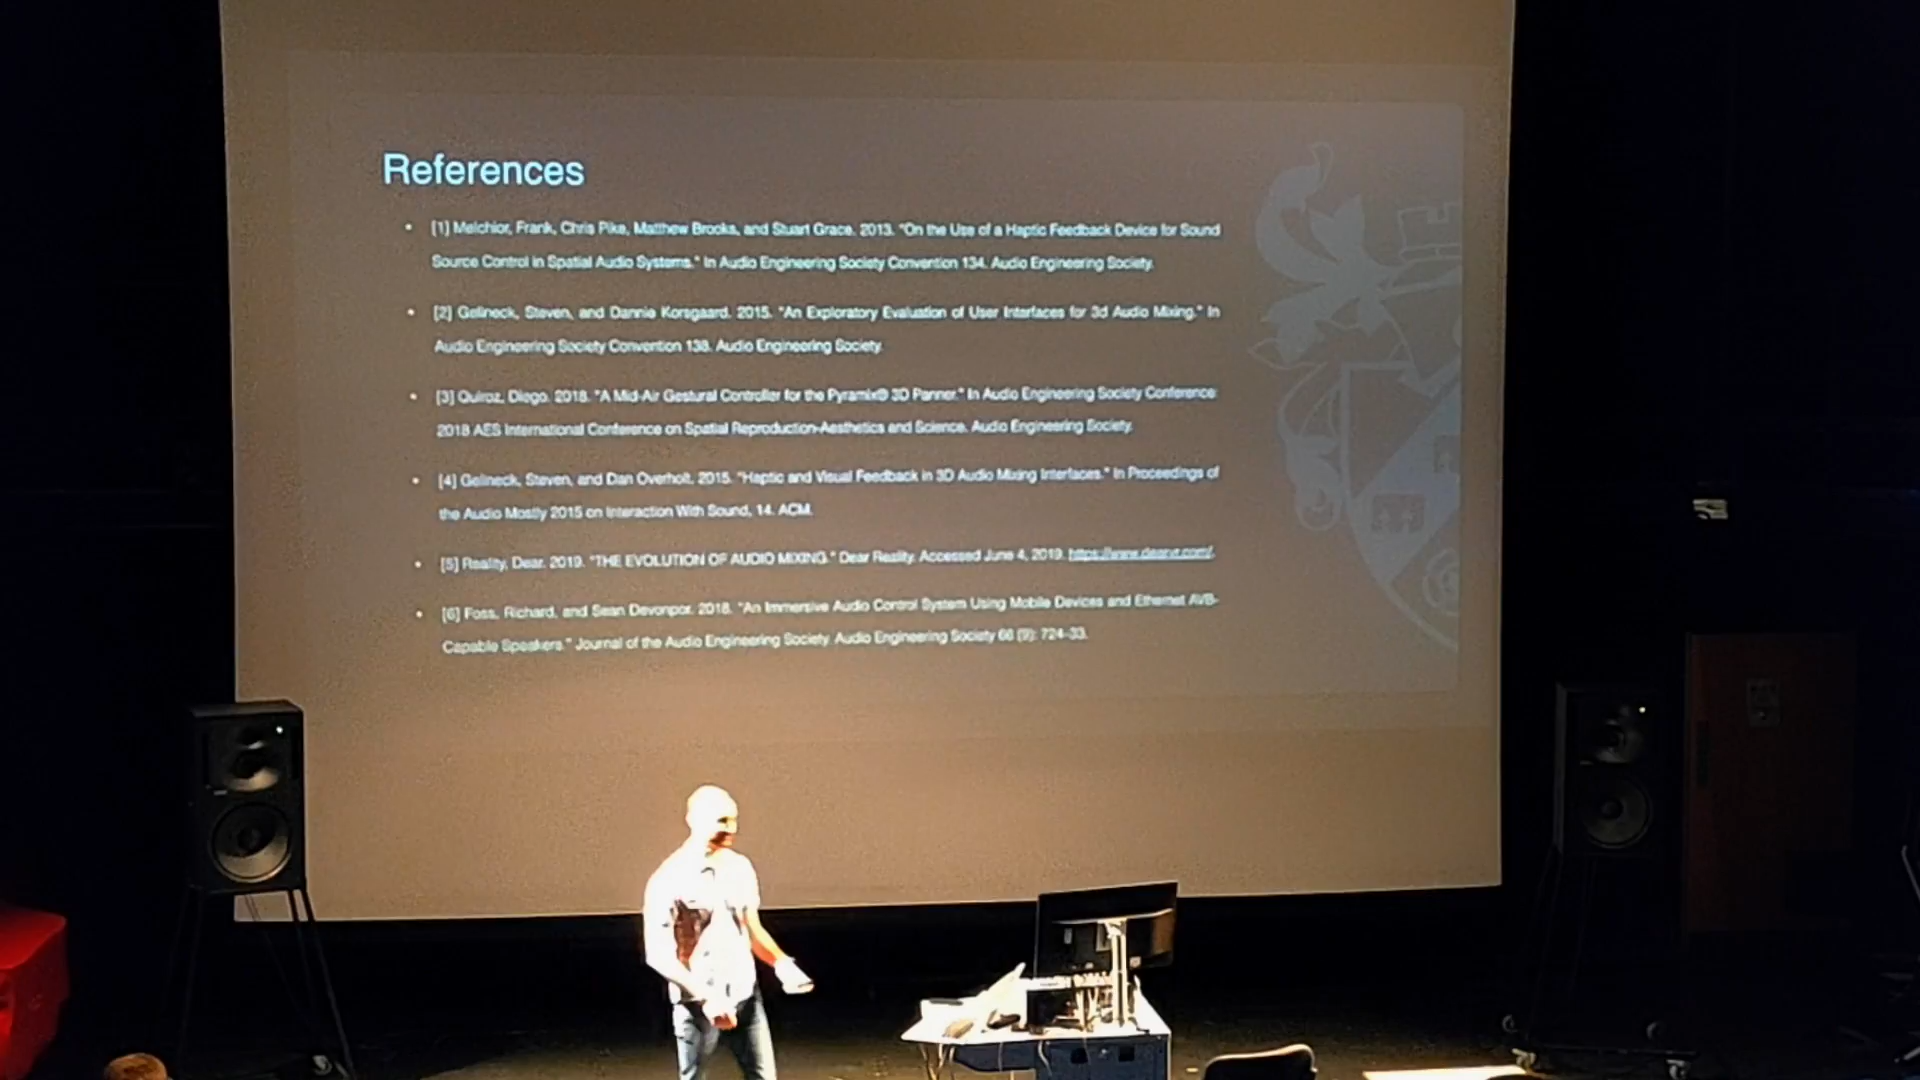 References
• [1] Melchior, Frank, Chris Pike, Matthew Brooks, and Stuart Grace. 2013. "On the Use of a Haptic Feedback Device for Sound
Source Control in Spatial Audio Systems." In Audio Engineering Society Convention 134. Audio Engineering Society.
• [2] Gelineck, Steven, and Dannie Korsgaard. 2015. "An Exploratory Evaluation of User Interfaces for 3d Audio Mixing." In
Audio Engineering Society Convention 138. Audio Engineering Society.
• [3] Quiroz, Diego. 2018. "A Mid-Air Gestural Controller for the Pyramix® 3D Panner." In Audio Engineering Society Conference:
2018 AES International Conference on Spatial Reproduction-Aesthetics and Science. Audio Engineering Society.
• [4] Gelineck, Steven, and Dan Overholt. 2015. "Haptic and Visual Feedback in 3D Audio Mixing Interfaces." In Proceedings of
the Audio Mostly 2015 on Interaction With Sound, 14. ACM.
• [5] Reality, Dear. 2019. "THE EVOLUTION OF AUDIO MIXING." Dear Reality. Accessed June 4, 2019. https://www.dearvr.com/.
• [6] Foss, Richard, and Sean Devonpor. 2018. "An Immersive Audio Control System Using Mobile Devices and Ethernet AVB-
Capable Speakers." Journal of the Audio Engineering Society. Audio Engineering Society 66 (9): 724–33.